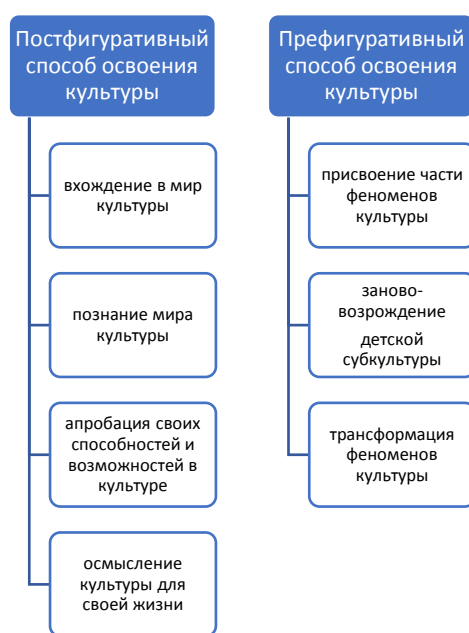 Постфигуративный
способ освоения
культуры
вхождение в мир
культуры
познание мира
культуры
апробация своих
способностей и
возможностей в
культуре
осмысление
культуры для
своей жизни
Префигуративный
способ освоения
культуры
присвоение части
феноменов
культуры
заново-
возрождение
детской
субкультуры
трансформация
феноменов
культуры